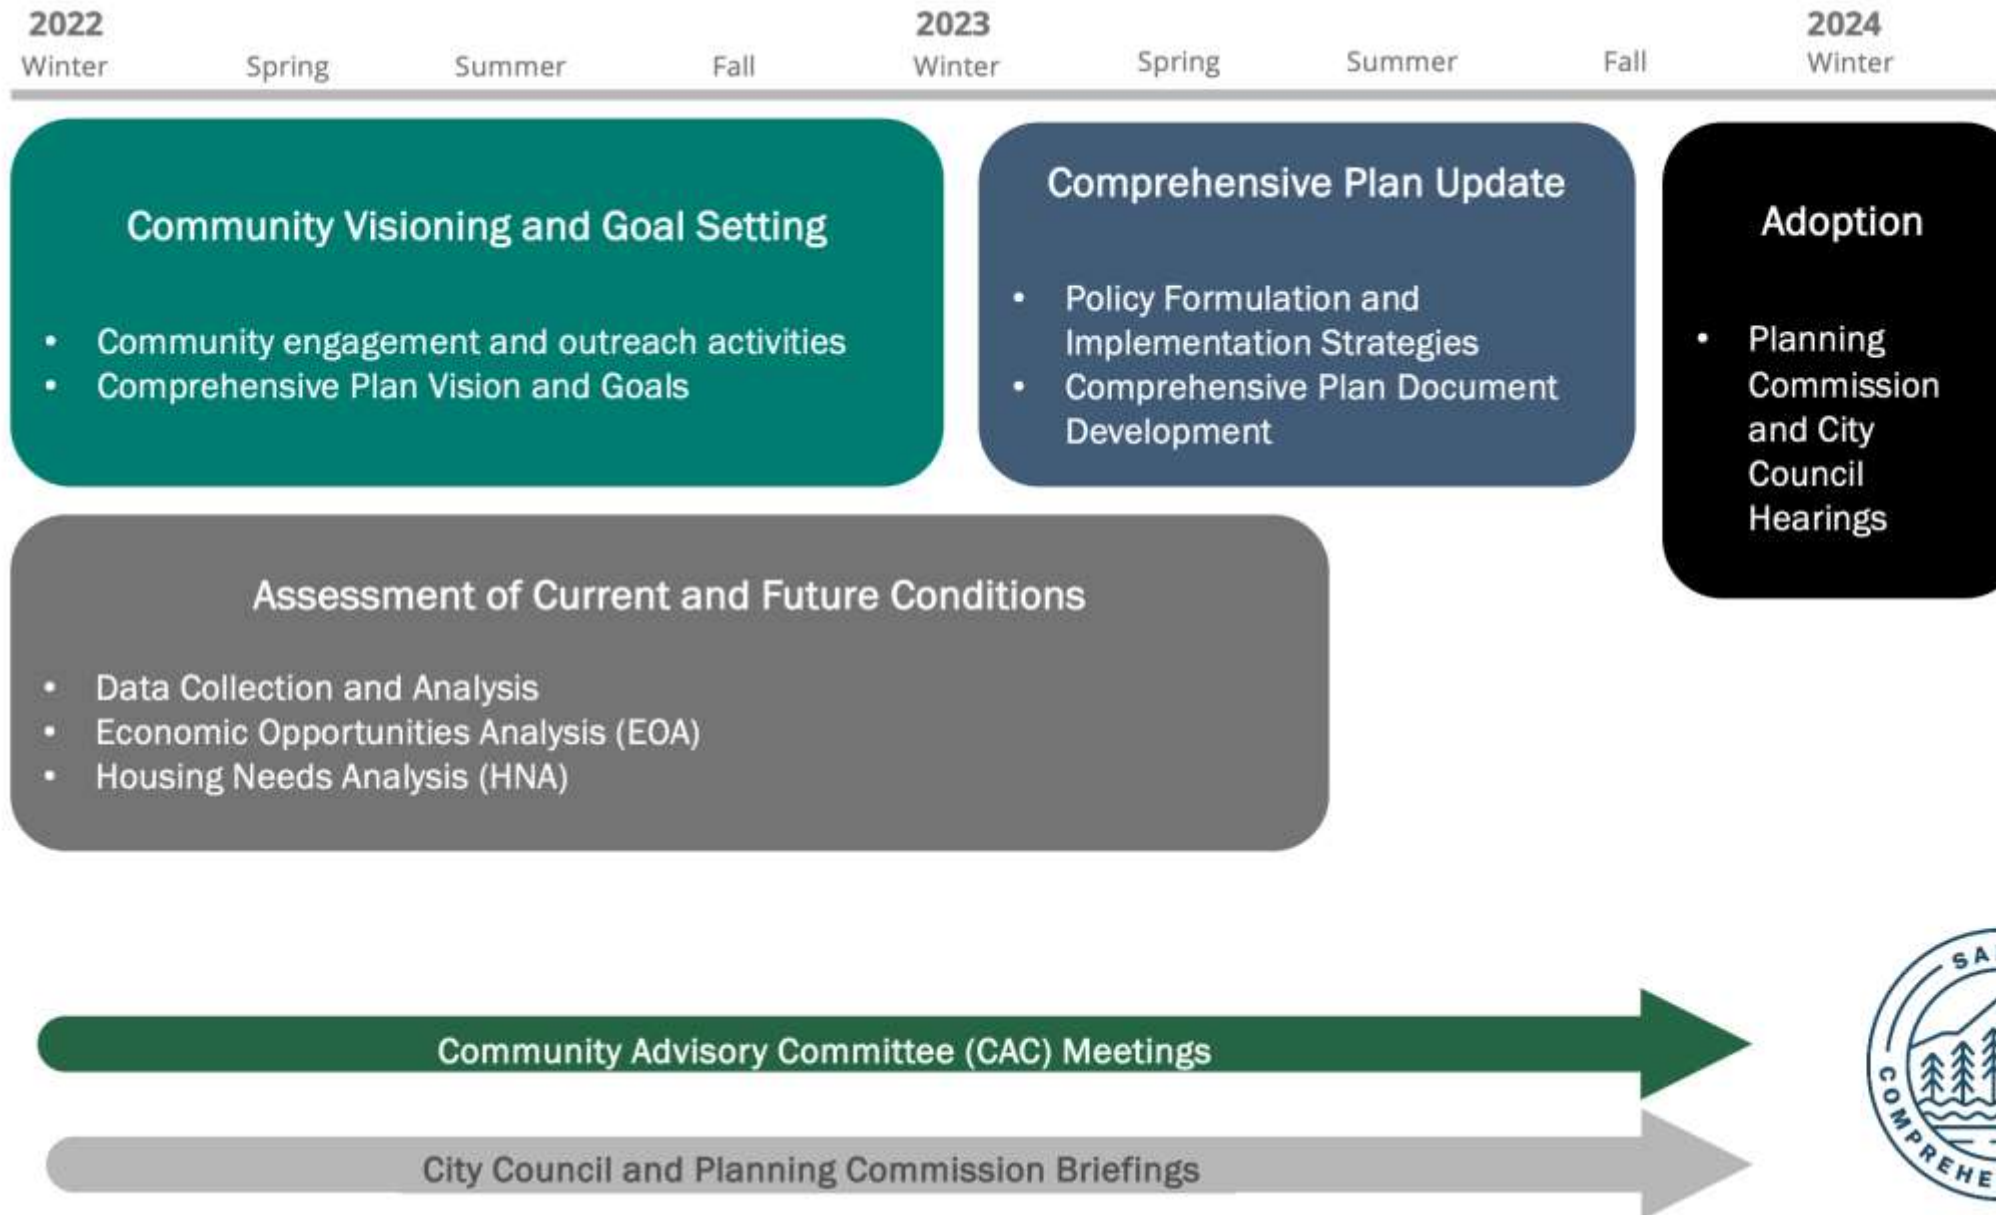 2022 2023 2024
Winter Spring Summer Fall Winter Spring Summer Fall Winter
Community Visioning and Goal Setting
• Community engagement and outreach activities
• Comprehensive Plan Vision and Goals
Comprehensive Plan Update
• Policy Formulation and
Implementation Strategies
• Comprehensive Plan Document
Development
Adoption
• Planning
Commission
and City
Council
Hearings
Assessment of Current and Future Conditions
• Data Collection and Analysis
• Economic Opportunities Analysis (EOA)
• Housing Needs Analysis (HNA)
Community Advisory Committee (CAC) Meetings
City Council and Planning Commission Briefings